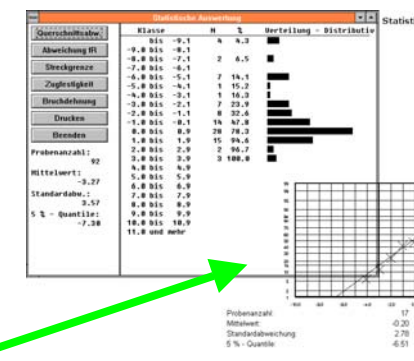 Statistische Auswertung
Statist
Querschnittsabw.
Abweichung fR
Streckgrenze
Zugfestigkeit
Bruchdehnung
Drucken
Beenden
Probenanzahl:
92
Mittelwert:
-3.27
Standardabw.:
3.57
5 % - Quantile:
-7.30
Klasse N % Verteilung - Distributiv
bis -9.1 4 4.3
-9.0 bis -8.1
-8.0 bis -7.1 2 6.5
-7.0 bis -6.1
-6.0 bis -5.1 7 14.1
-5.0 bis -4.1 1 15.2
-4.0 bis -3.1 1 16.3
-3.0 bis -2.1 7 23.9
-2.0 bis -1.1 8 32.6
-1.0 bis -0.1 14 47.8
0.0 bis 0.9 28 78.3
1.0 bis 1.9 15 94.6
2.0 bis 2.9 2 96.7
3.0 bis 3.9 3 100.0
4.0 bis 4.9
5.0 bis 5.9
6.0 bis 6.9
7.0 bis 7.9
8.0 bis 8.9
9.0 bis 9.9
10.0 bis 10.9
11.0 und mehr
Probenanzahl: 17
Mittelwert: -0.20
Standardabweichung: 2.78
5 % - Quantile: -6.51